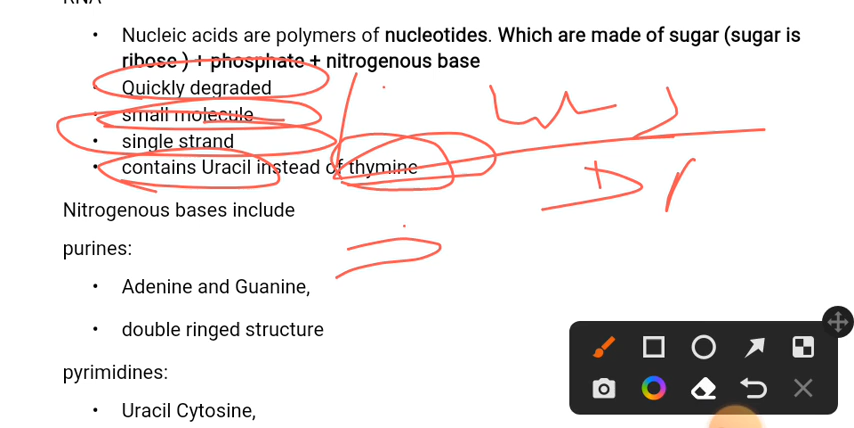 RNA
• Nucleic acids are polymers of nucleotides. Which are made of sugar (sugar is
ribose ) + phosphate + nitrogenous base
• Quickly degraded
• small molecule
• single strand
• contains Uracil instead of thymine
Nitrogenous bases include
purines:
• Adenine and Guanine,
• double ringed structure
pyrimidines:
• Uracil Cytosine,